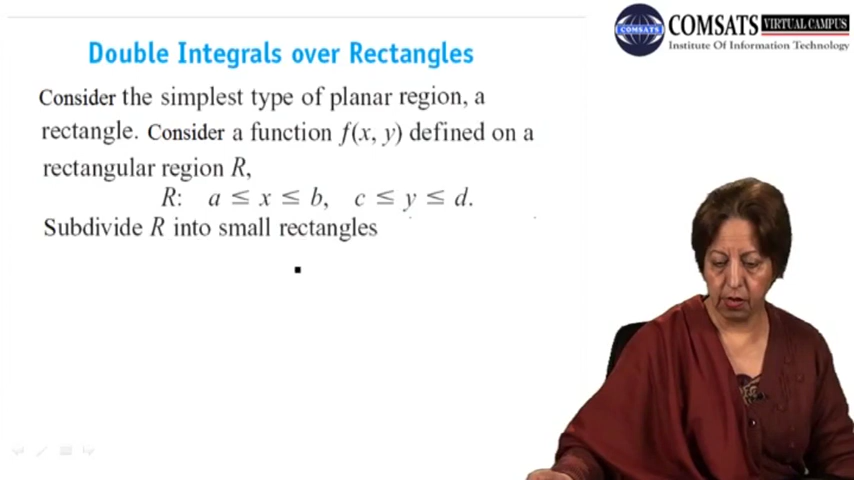 COMSATS VIRTUAL CAMPUS
COMSATS
Institute Of Information Technology
Double Integrals over Rectangles
Consider the simplest type of planar region, a
rectangle. Consider a function f(x, y) defined on a
rectangular region R,
R: a ≤ x ≤ b, c ≤ y ≤ d.
Subdivide R into small rectangles